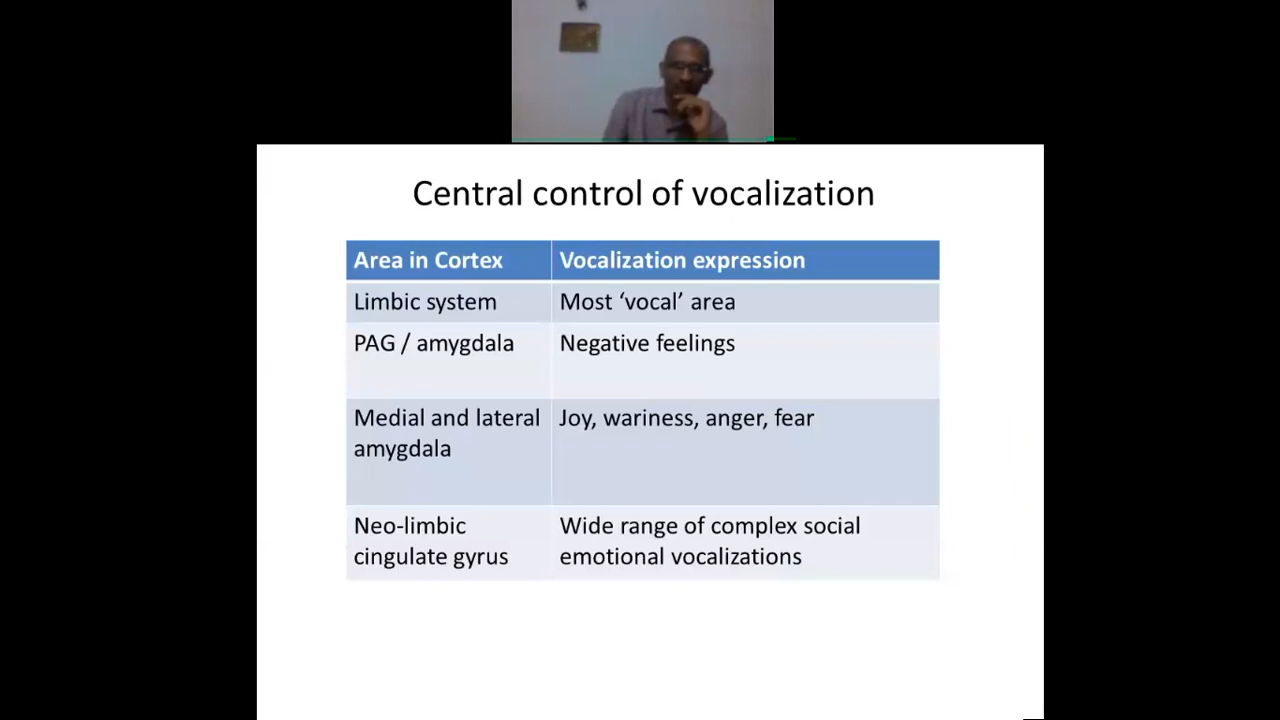 Central control of vocalization
Area in Cortex
Vocalization expression
Limbic system
Most ‘vocal’ area
PAG / amygdala
Negative feelings
Medial and lateral
amygdala
Joy, wariness, anger, fear
Neo-limbic
cingulate gyrus
Wide range of complex social
emotional vocalizations